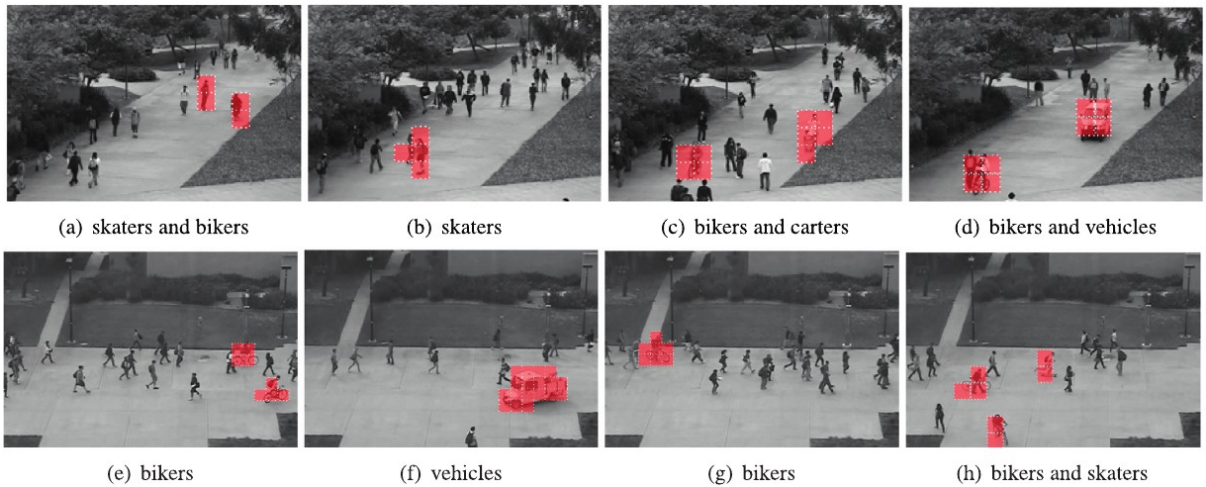 (a) skaters and bikers
(b) skaters
(c) bikers and carters
(d) bikers and vehicles
(e) bikers
(f) vehicles
(g) bikers
(h) bikers and skaters